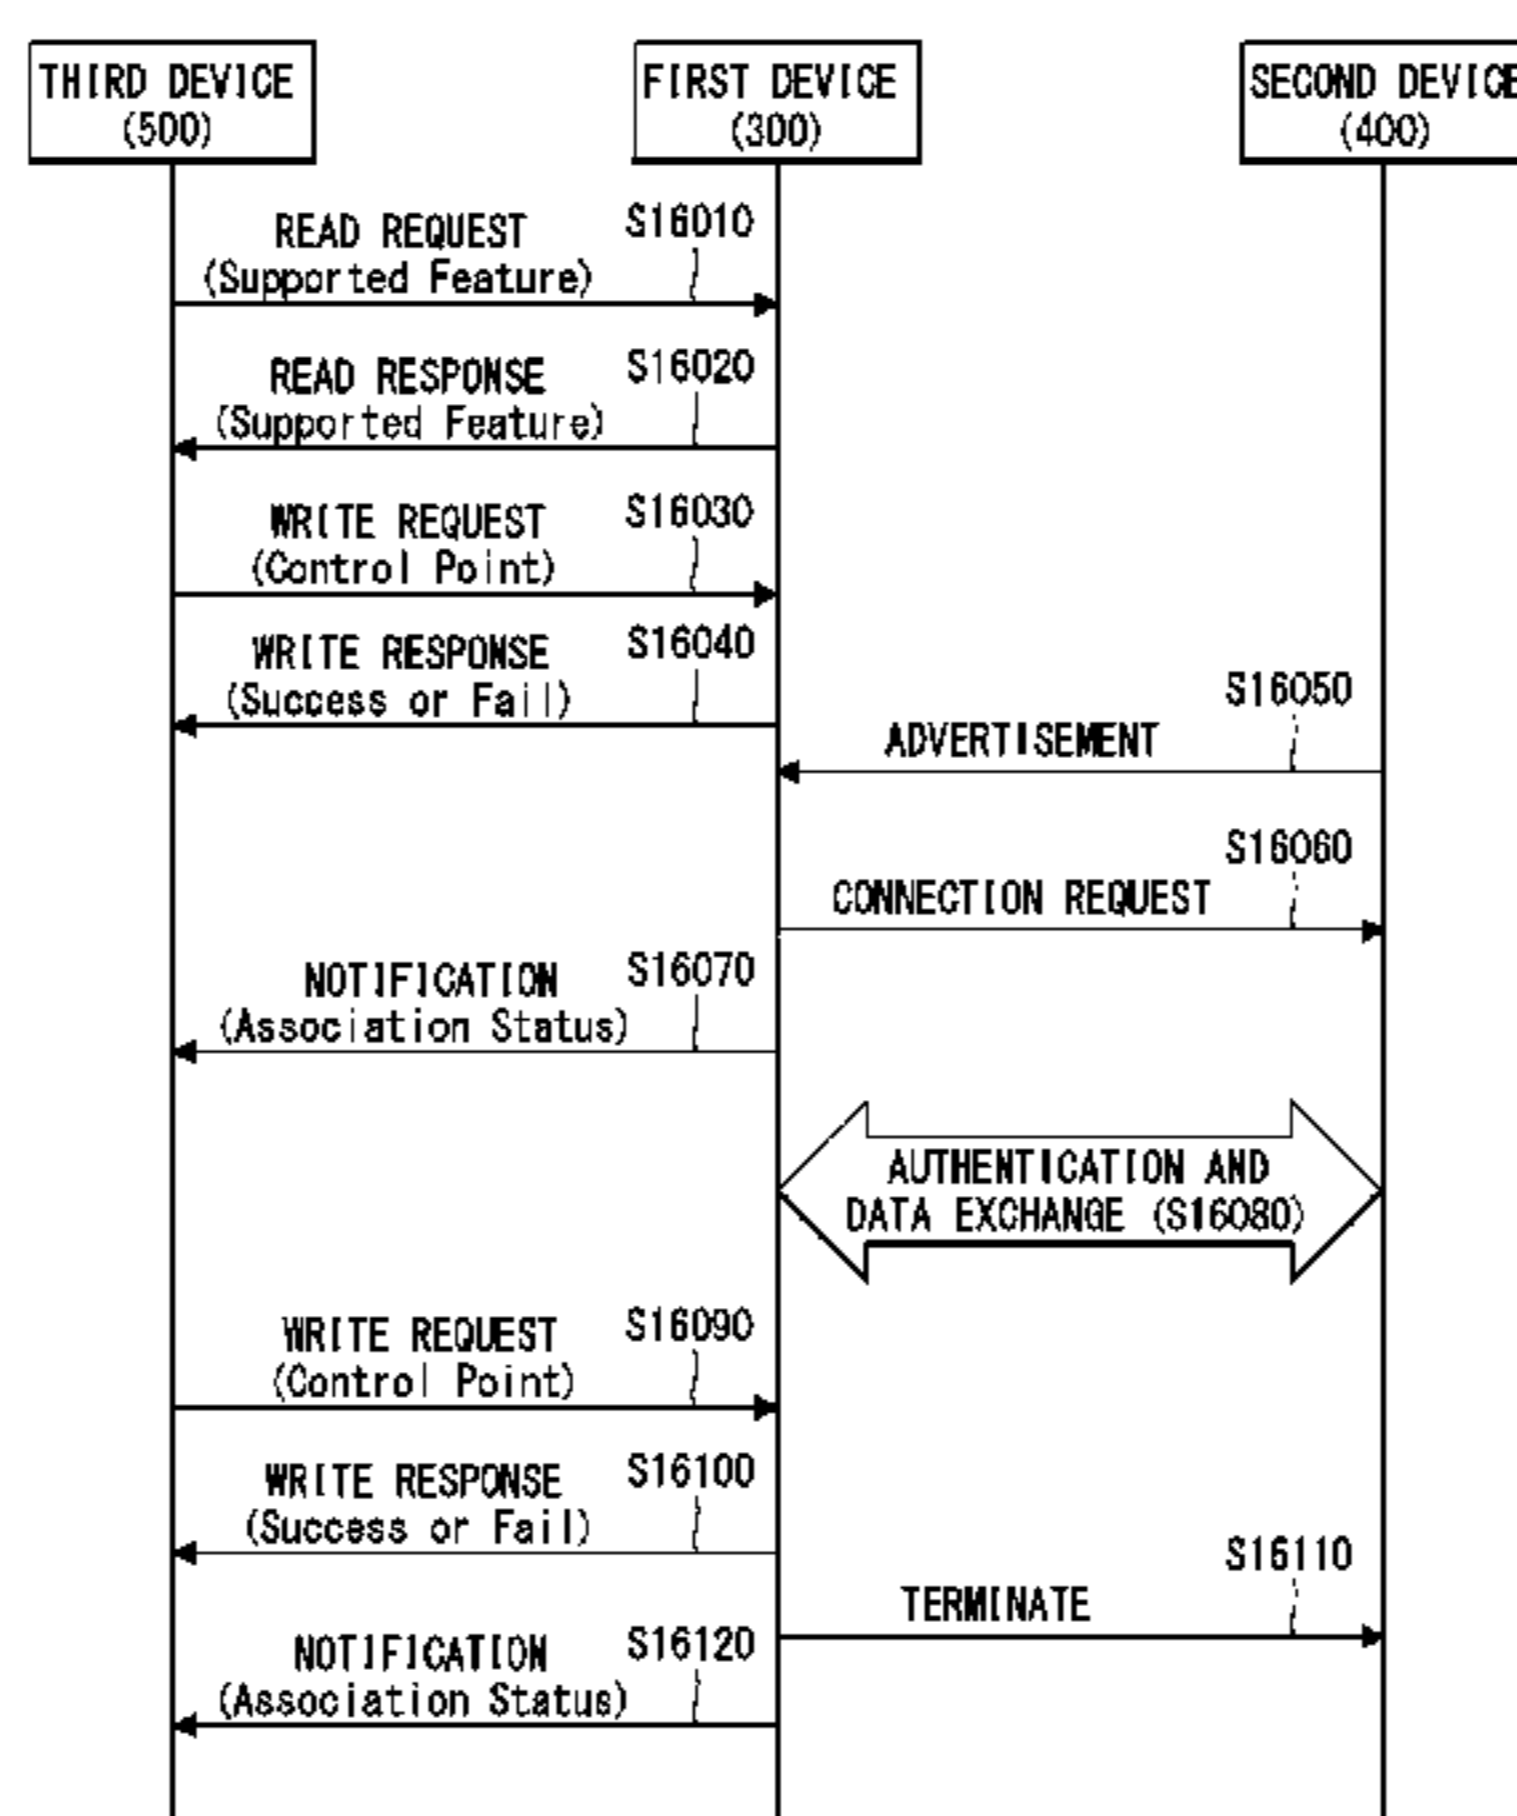 THIRD DEVICE
(500)
FIRST DEVICE
(300)
SECOND DEVICE
(400)
READ REQUEST
(Supported Feature)
S16010
READ RESPONSE
(Supported Feature)
S16020
WRITE REQUEST
(Control Point)
S16030
WRITE RESPONSE
(Success or Fail)
S16040
S16050
ADVERTISEMENT
S16060
CONNECTION REQUEST
NOTIFICATION
(Association Status)
S16070
AUTHENTICATION AND
DATA EXCHANGE (S16080)
WRITE REQUEST
(Control Point)
S16090
WRITE RESPONSE
(Success or Fail)
S16100
S16110
TERMINATE
NOTIFICATION
(Association Status)
S16120